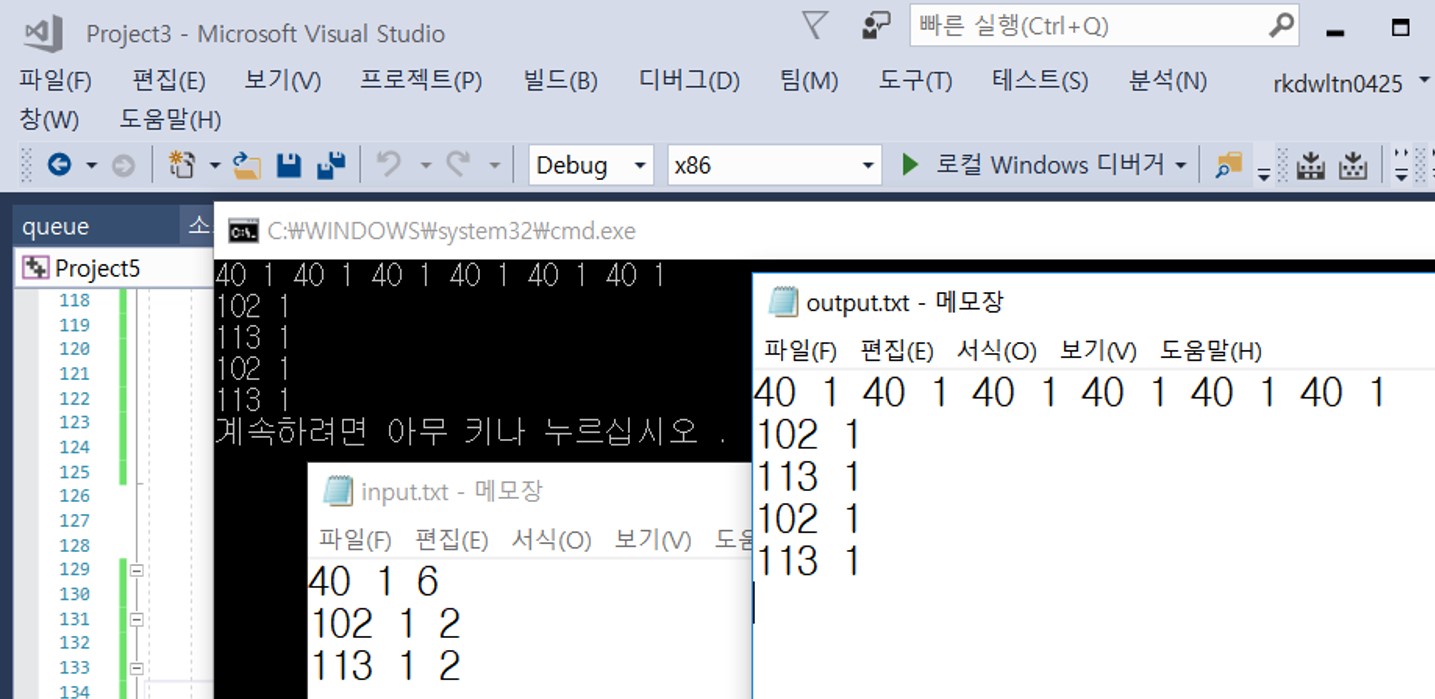 Project3 - Microsoft Visual Studio
빠른 실행(Ctrl+Q)
파일(F) 편집(E) 보기(V) 프로젝트(P) 빌드(B) 디버그(D) 팀(M) 도구(T) 테스트(S) 분석(N) rkdwltn0425
창(W) 도움말(H)
Debug x86 로컬 Windows 디버거
queue 소
Project5
118
119
120
121
122
123
124
125
126
127
128
129
130
131
132
133
134
C:₩WINDOWS₩system32₩cmd.exe
40 1 40 1 40 1 40 1 40 1 40 1
102 1
113 1
102 1
113 1
계속하려면 아무 키나 누르십시오 .
input.txt - 메모장
파일(F) 편집(E) 서식(O) 보기(V) 도움
40 1 6
102 1 2
113 1 2
output.txt - 메모장
파일(F) 편집(E) 서식(O) 보기(V) 도움말(H)
40 1 40 1 40 1 40 1 40 1 40 1
102 1
113 1
102 1
113 1